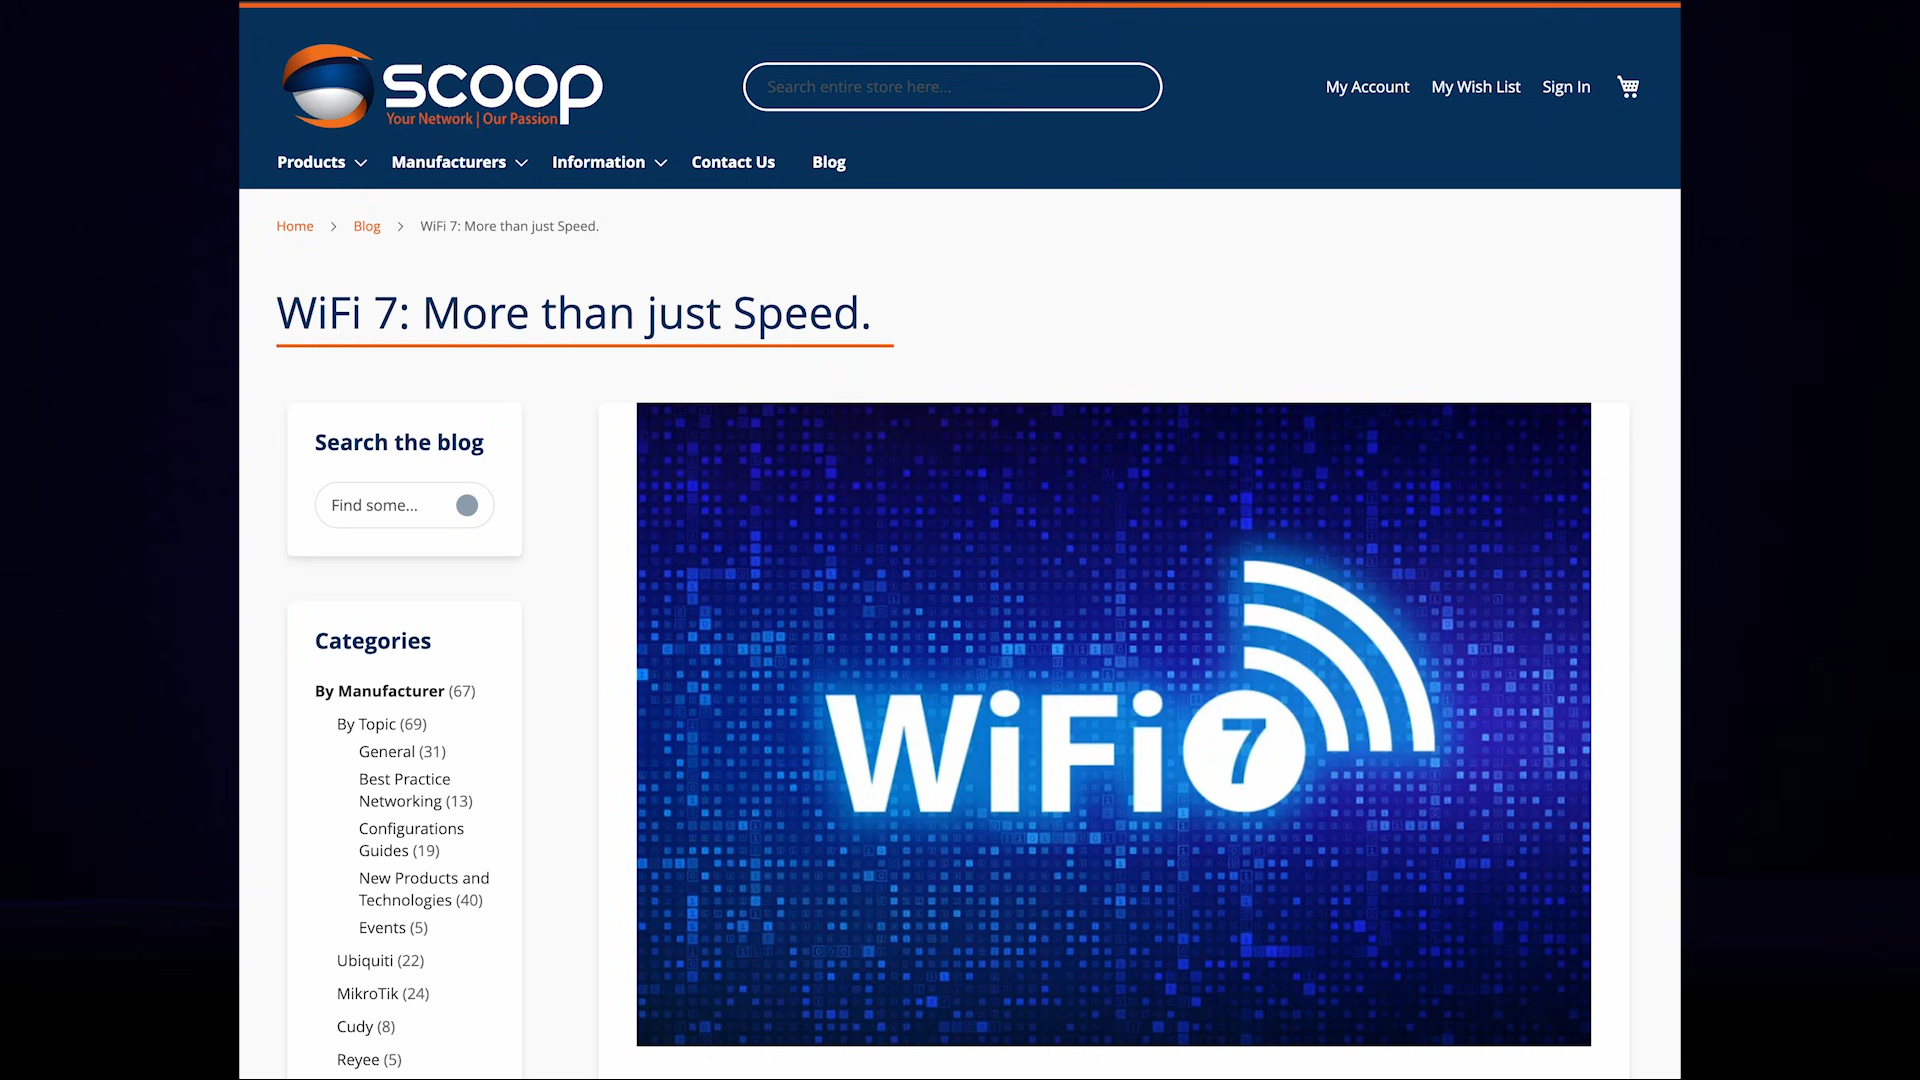 scoop
Your Network | Our Passion
Search entire store here...
My Account
My Wish List
Sign In
Products
Manufacturers
Information
Contact Us
Blog
Home
Blog
WiFi 7: More than just Speed.
WiFi 7: More than just Speed.
Search the blog
Find some...
Categories
By Manufacturer (67)
By Topic (69)
General (31)
Best Practice
Networking (13)
Configurations
Guides (19)
New Products and
Technologies (40)
Events (5)
Ubiquiti (22)
MikroTik (24)
Cudy (8)
Reyee (5)
WiFi 7